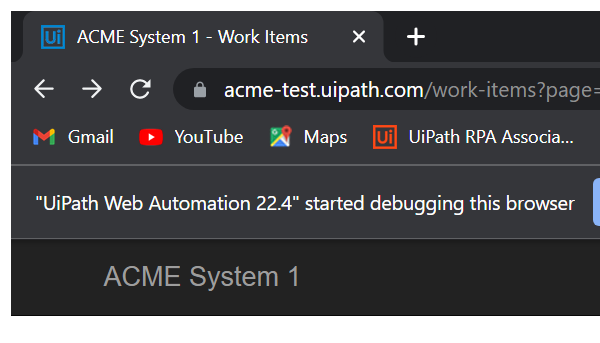 Ui ACME System 1 - Work Items
acme-test.uipath.com/work-items?page=
Gmail YouTube Maps Ui UiPath RPA Associa...
"UiPath Web Automation 22.4" started debugging this browser
ACME System 1